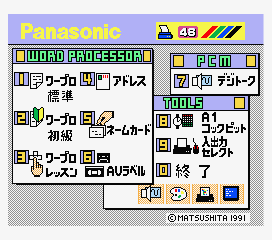 Panasonic 48
WORD PROCESSOR
1 ワープロ 標準
4 アドレス
2 ワープロ 初級
5 ネームカード
3 ワープロ レッスン
6 AVラベル
PCM
7 デジトーク
TOOLS
8 A1 コックピット
9 入出力 セレクト
0 終了
©MATSUSHITA 1991